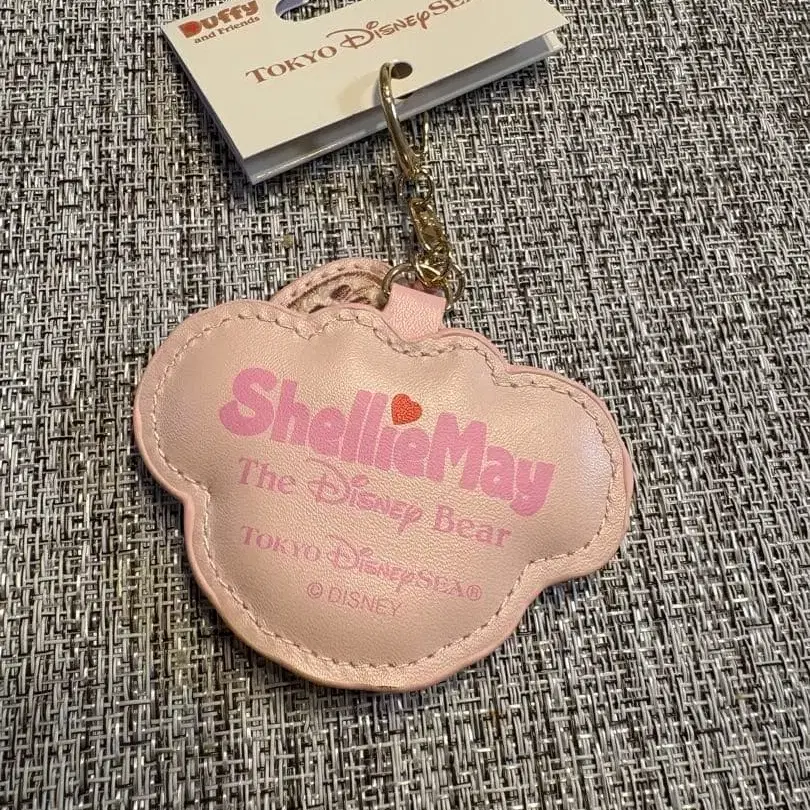 Duffy
and Friends
TOKYO DISNEYSEA
ShellieMay
The DISNEY Bear
TOKYO DISNEYSEA®
© DISNEY